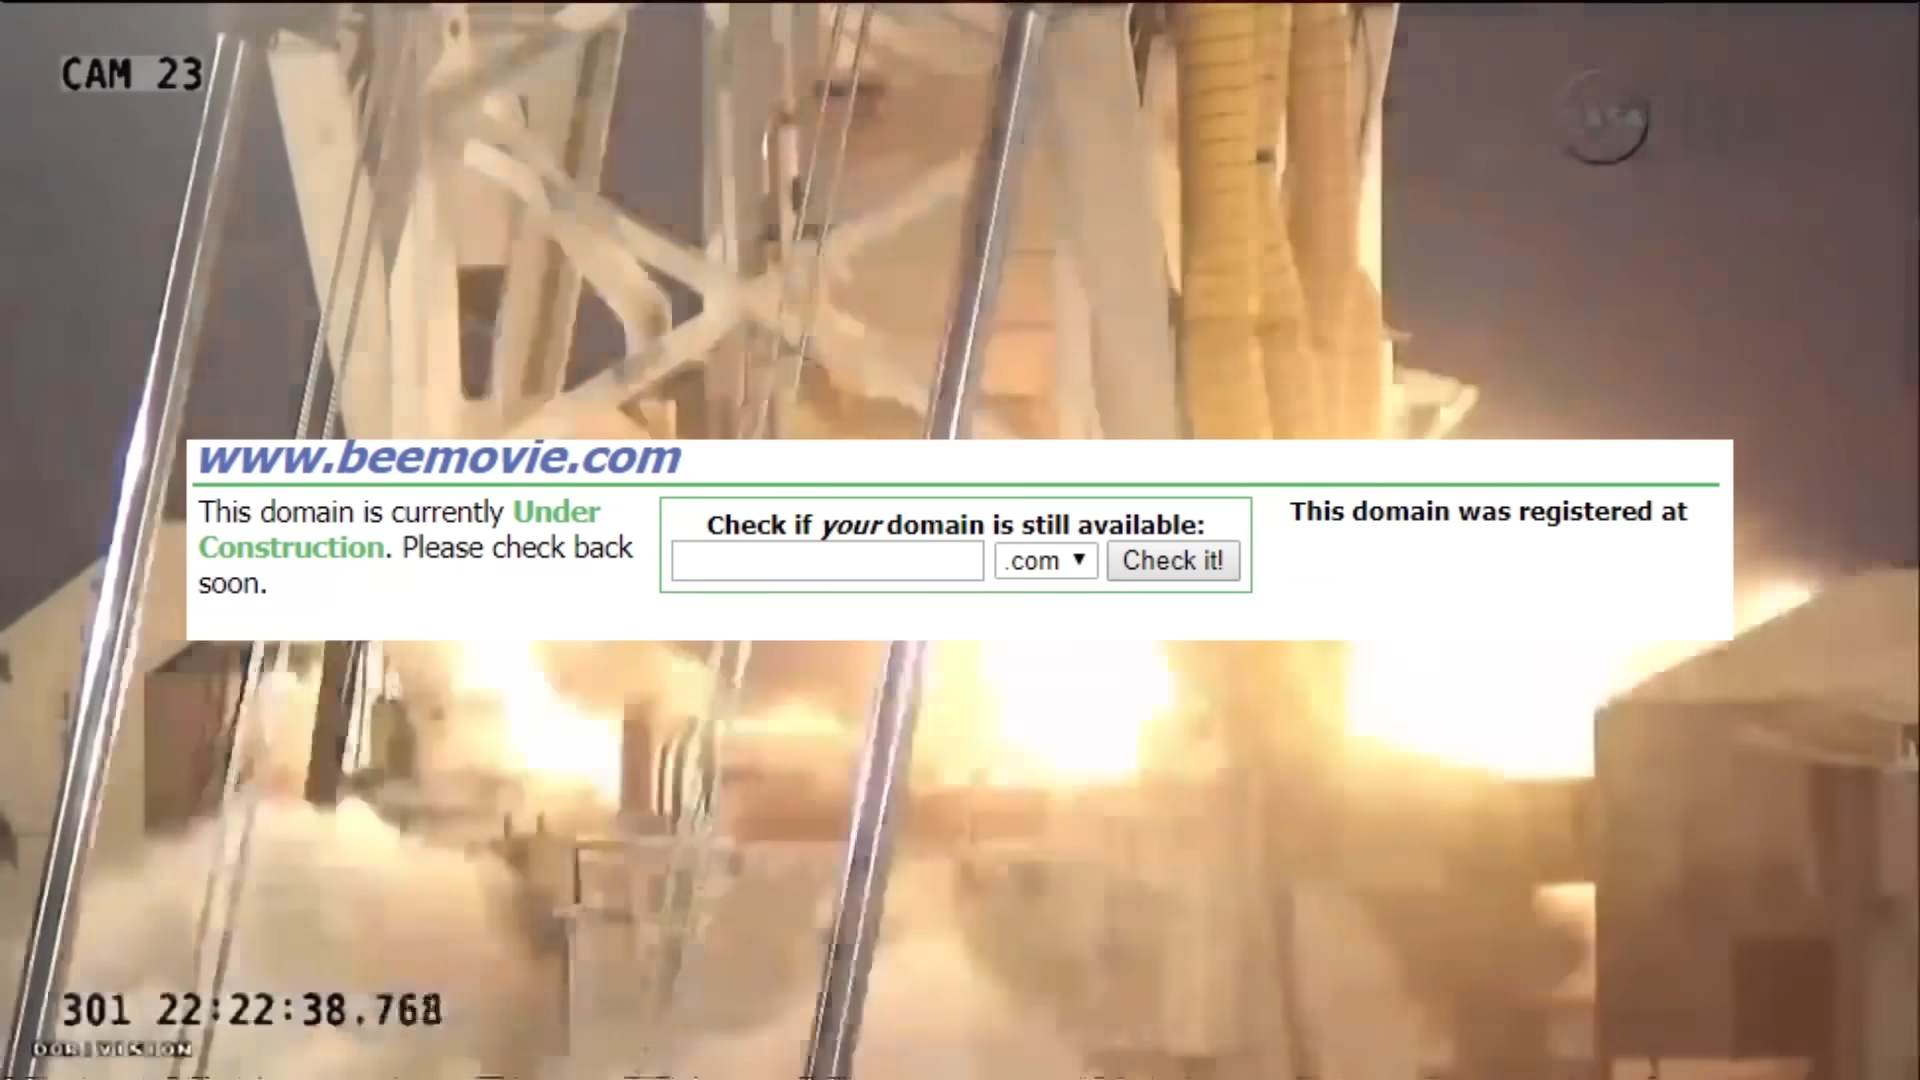 CAM 23
www.beemovie.com
This domain is currently Under
Construction. Please check back
soon.
Check if your domain is still available:
.com ▼ Check it!
This domain was registered at
301 22:22:38.768